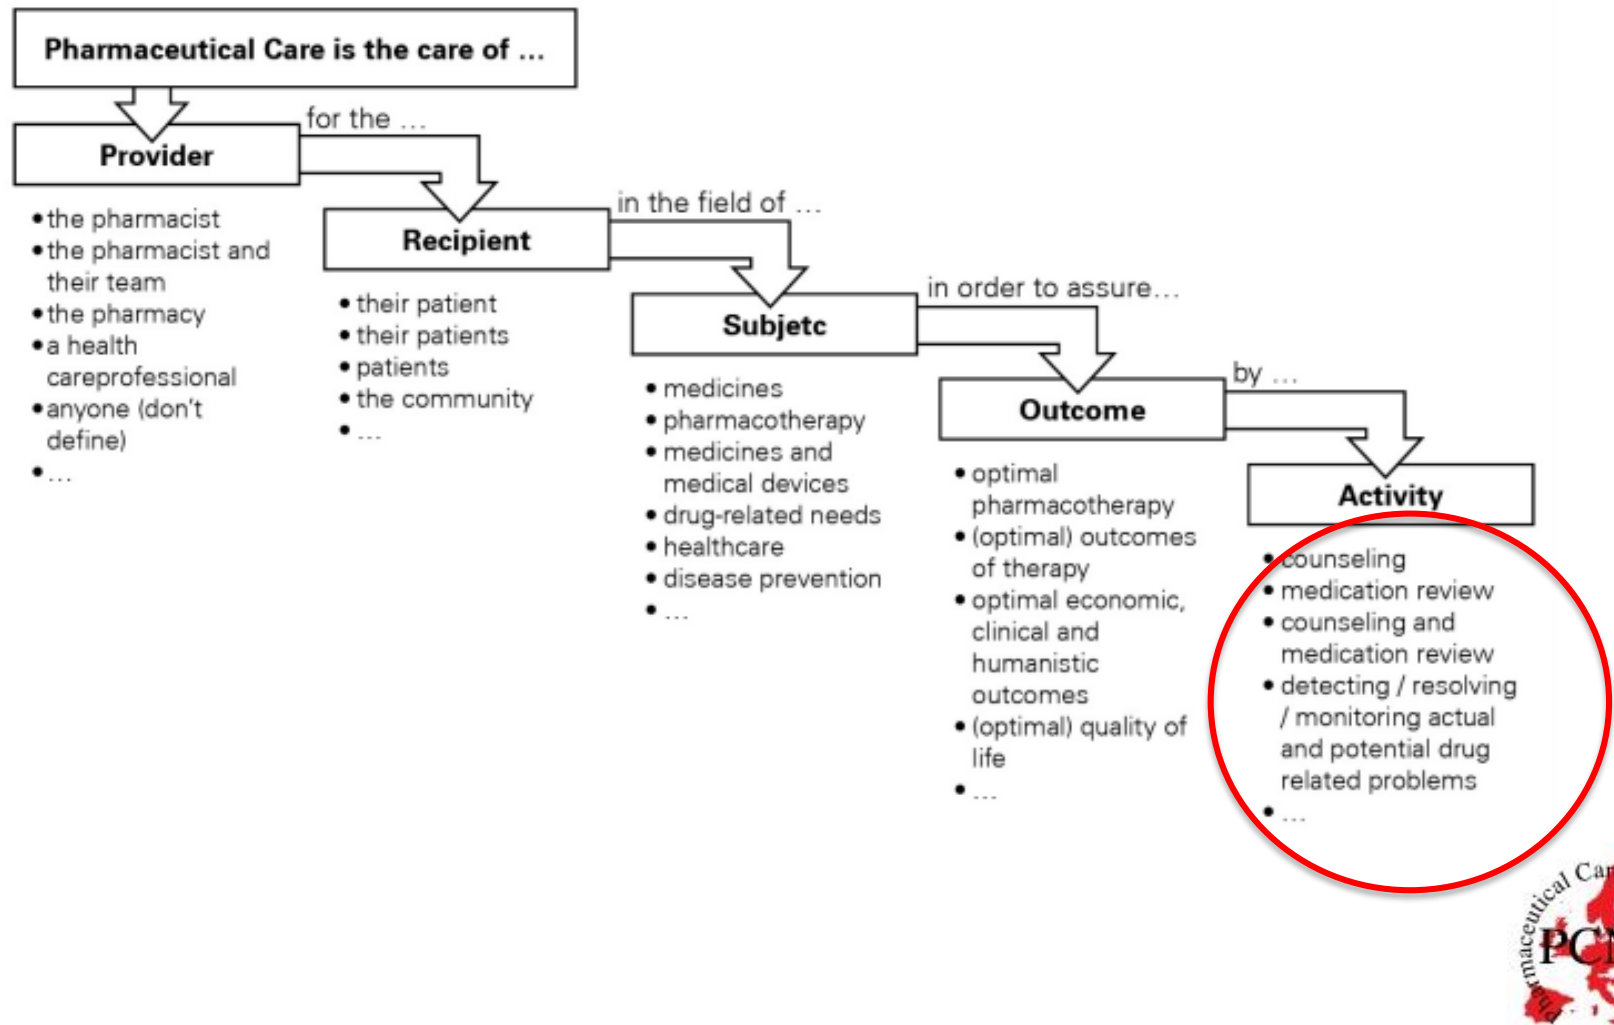 Pharmaceutical Care is the care of ...
for the ...
Provider
• the pharmacist
• the pharmacist and
their team
• the pharmacy
• a health
careprofessional
• anyone (don't
define)
• ...
in the field of ...
Recipient
• their patient
• their patients
• patients
• the community
• ...
in order to assure...
Subjetc
• medicines
• pharmacotherapy
• medicines and
medical devices
• drug-related needs
• healthcare
• disease prevention
• ...
by ...
Outcome
• optimal
pharmacotherapy
• (optimal) outcomes
of therapy
• optimal economic,
clinical and
humanistic
outcomes
• (optimal) quality of
life
• ...
Activity
• counseling
• medication review
• counseling and
medication review
• detecting / resolving
/ monitoring actual
and potential drug
related problems
• ...
Pharmaceutical Car
PCN